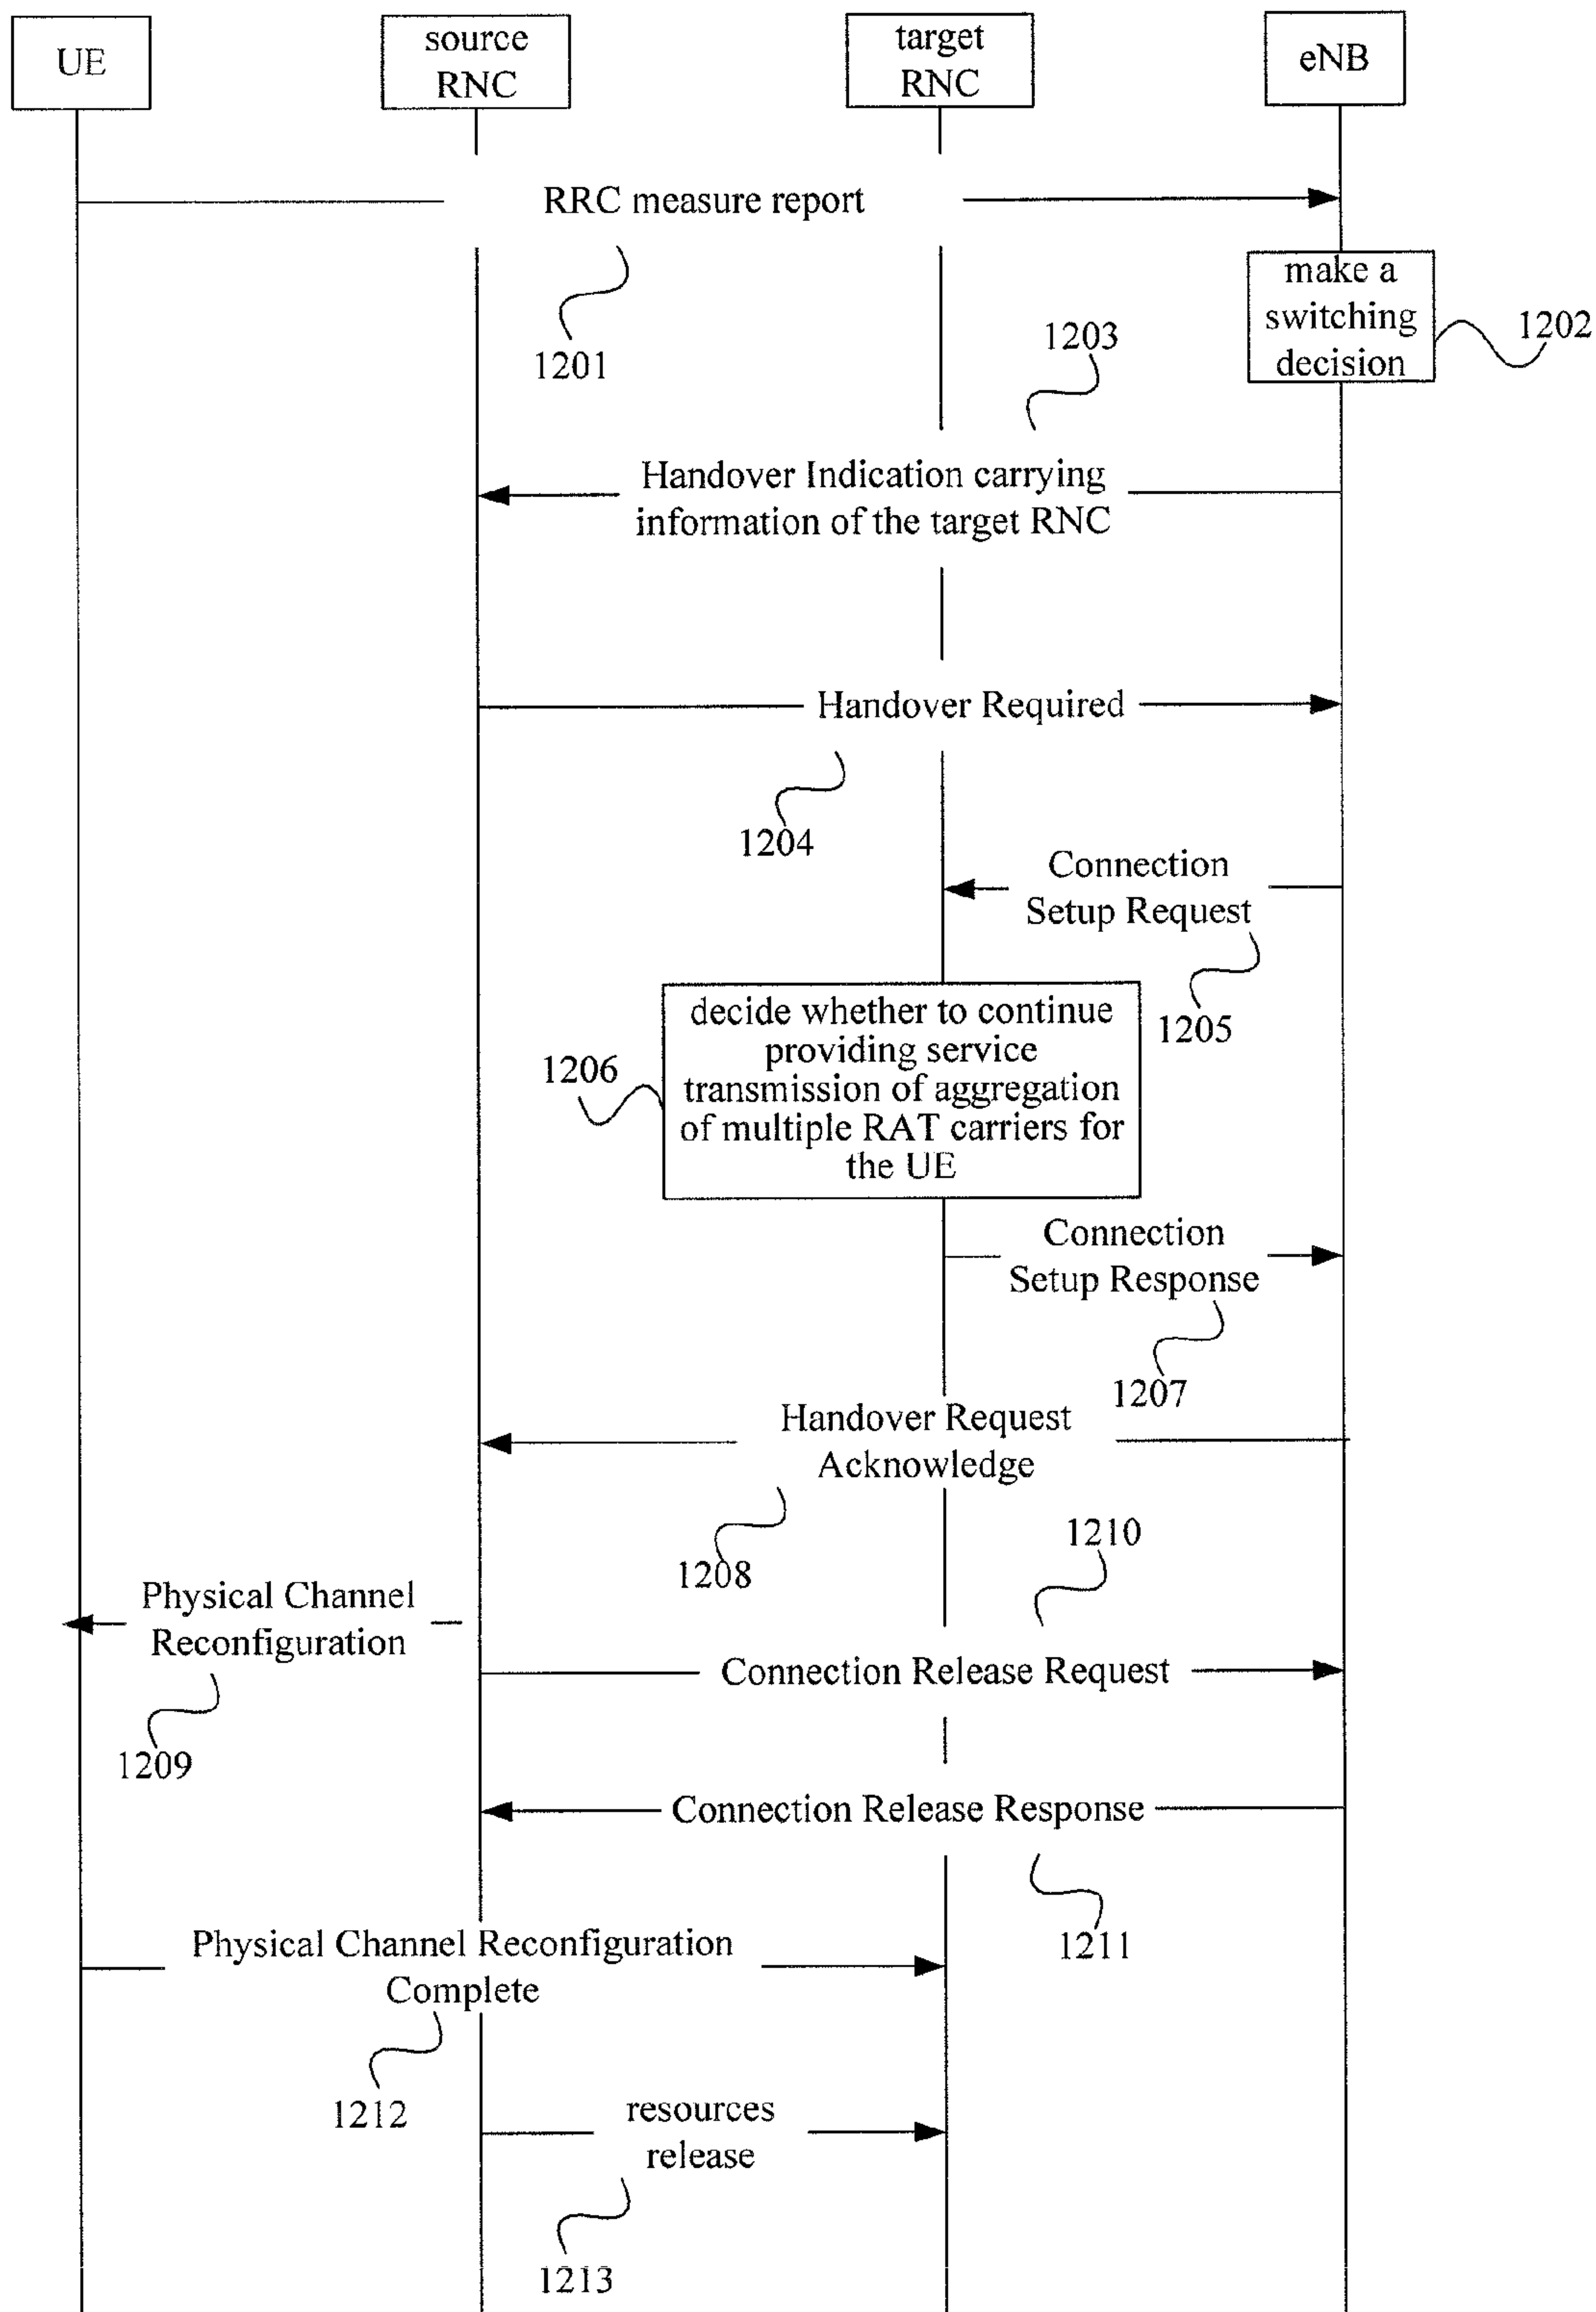 UE
source
RNC
target
RNC
eNB
RRC measure report
1201
make a
switching
decision
1202
1203
Handover Indication carrying
information of the target RNC
Handover Required
1204
Connection
Setup Request
1205
decide whether to continue
providing service
transmission of aggregation
of multiple RAT carriers for
the UE
1206
Connection
Setup Response
1207
Handover Request
Acknowledge
1208
1210
Physical Channel
Reconfiguration
1209
Connection Release Request
Connection Release Response
1211
Physical Channel Reconfiguration
Complete
1212
resources
release
1213